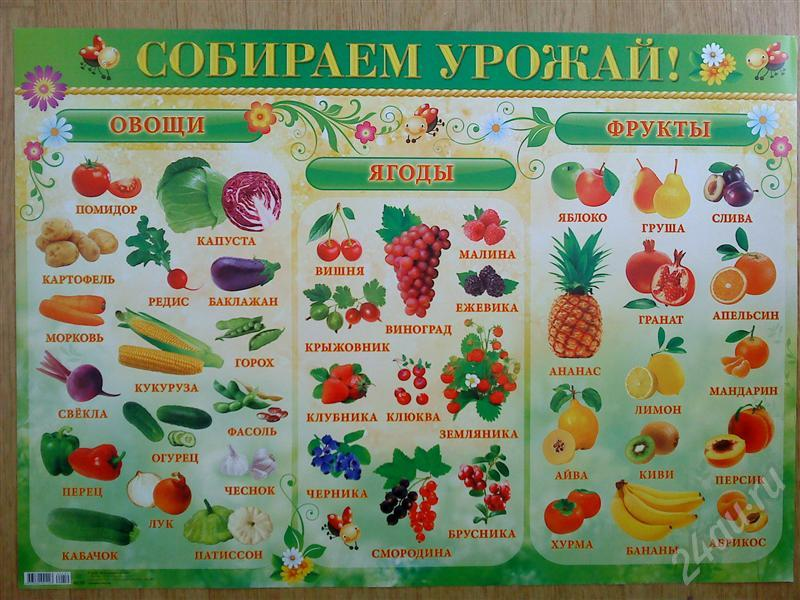 СОБИРАЕМ УРОЖАЙ!
ОВОЩИ
ПОМИДОР
КАПУСТА
КАРТОФЕЛЬ
РЕДИС
БАКЛАЖАН
МОРКОВЬ
КУКУРУЗА
ГОРОХ
СВЁКЛА
ОГУРЕЦ
ФАСОЛЬ
ПЕРЕЦ
ЛУК
ЧЕСНОК
КАБАЧОК
ПАТИССОН
ЯГОДЫ
ВИШНЯ
ВИНОГРАД
МАЛИНА
ЕЖЕВИКА
КРЫЖОВНИК
КЛУБНИКА
КЛЮКВА
ЗЕМЛЯНИКА
ЧЕРНИКА
СМОРОДИНА
БРУСНИКА
ФРУКТЫ
ЯБЛОКО
ГРУША
СЛИВА
АНАНАС
ГРАНАТ
АПЕЛЬСИН
ЛИМОН
МАНДАРИН
АЙВА
КИВИ
ПЕРСИК
ХУРМА
БАНАНЫ
АБРИКОС
24au.ru